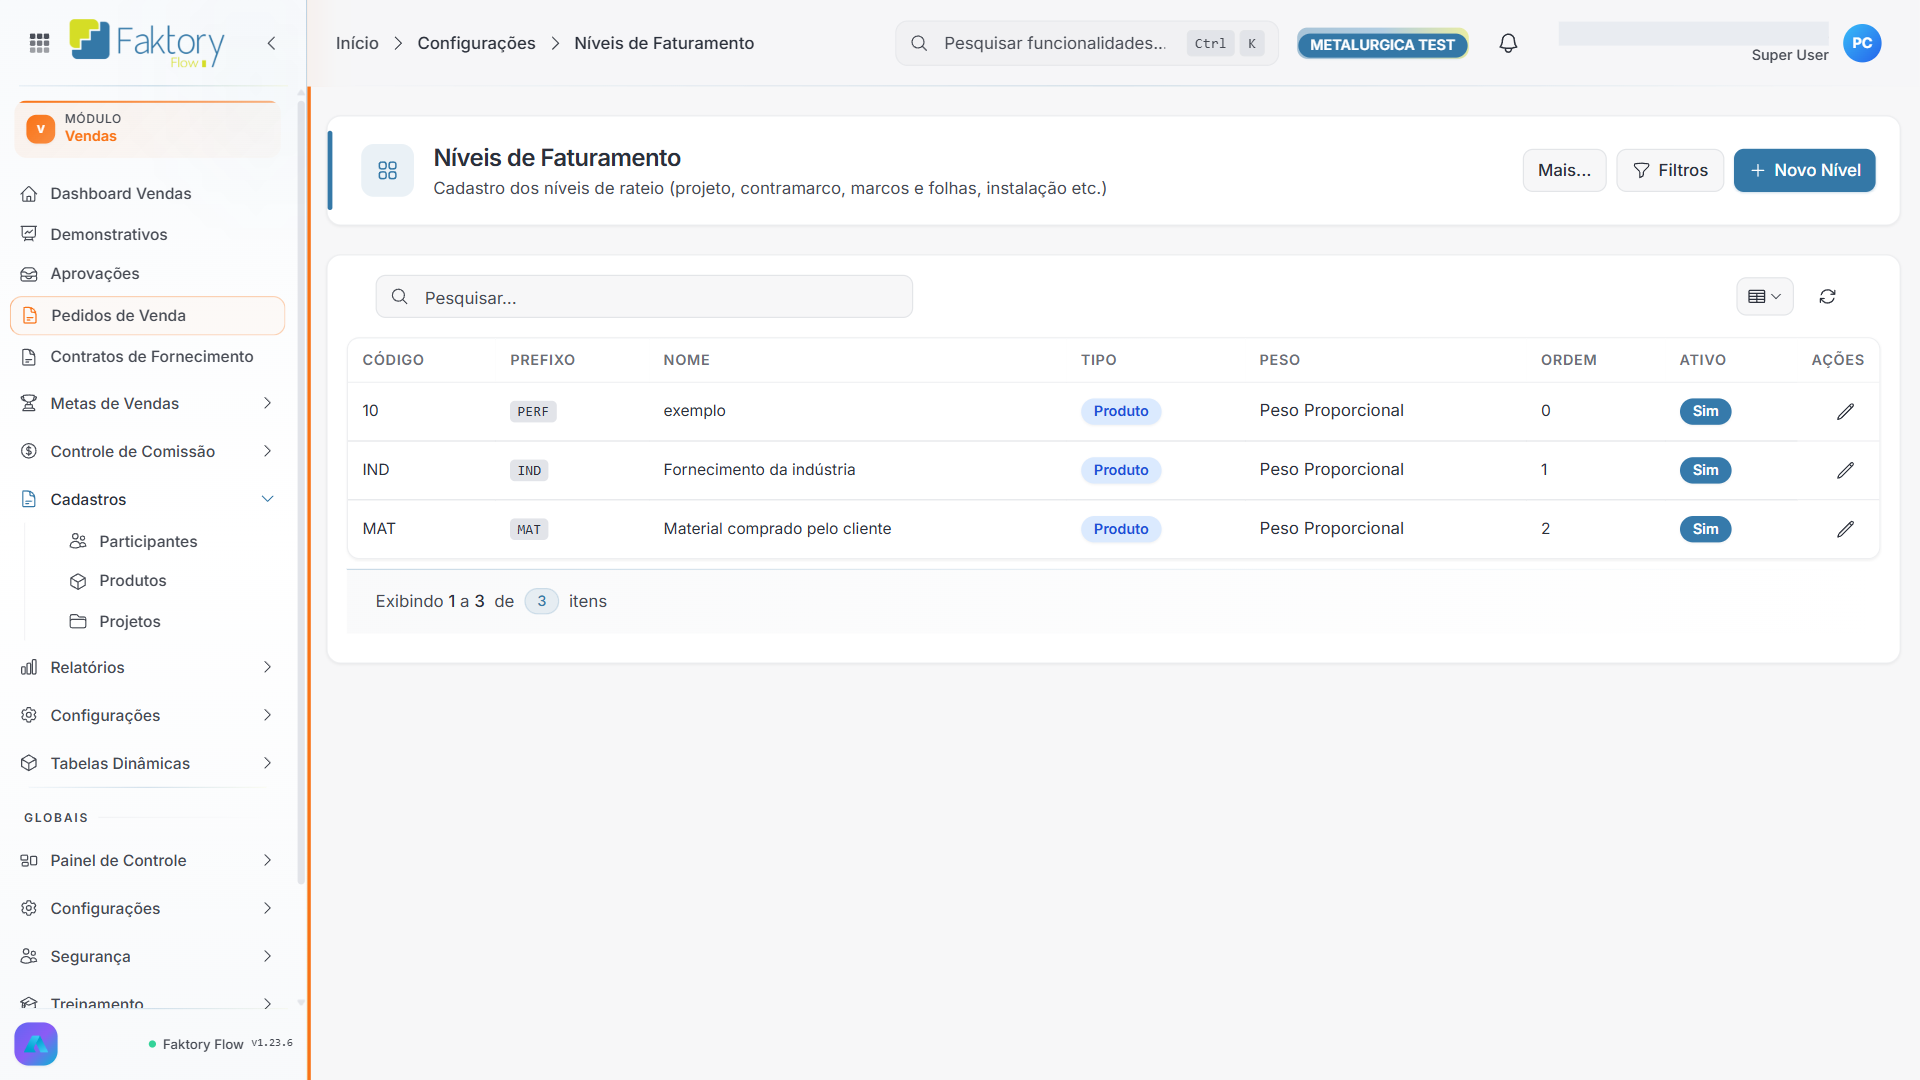 Faktory
Flow
Início
Configurações
Níveis de Faturamento
Pesquisar funcionalidades...
Ctrl
K
METALURGICA TEST
Super User
PC
V
MÓDULO
Vendas
Dashboard Vendas
Demonstrativos
Aprovações
Pedidos de Venda
Contratos de Fornecimento
Metas de Vendas
Controle de Comissão
Cadastros
Participantes
Produtos
Projetos
Relatórios
Configurações
Tabelas Dinâmicas
GLOBAIS
Painel de Controle
Configurações
Segurança
Treinamento
Faktory Flow v1.23.6
Níveis de Faturamento
Cadastro dos níveis de rateio (projeto, contramarco, marcos e folhas, instalação etc.)
Mais...
Filtros
Novo Nível
Pesquisar...
CÓDIGO PREFIXO NOME TIPO PESO ORDEM ATIVO AÇÕES
10 PERF exemplo Produto Peso Proporcional 0 Sim
IND IND Fornecimento da indústria Produto Peso Proporcional 1 Sim
MAT MAT Material comprado pelo cliente Produto Peso Proporcional 2 Sim
Exibindo 1 a 3 de 3 itens